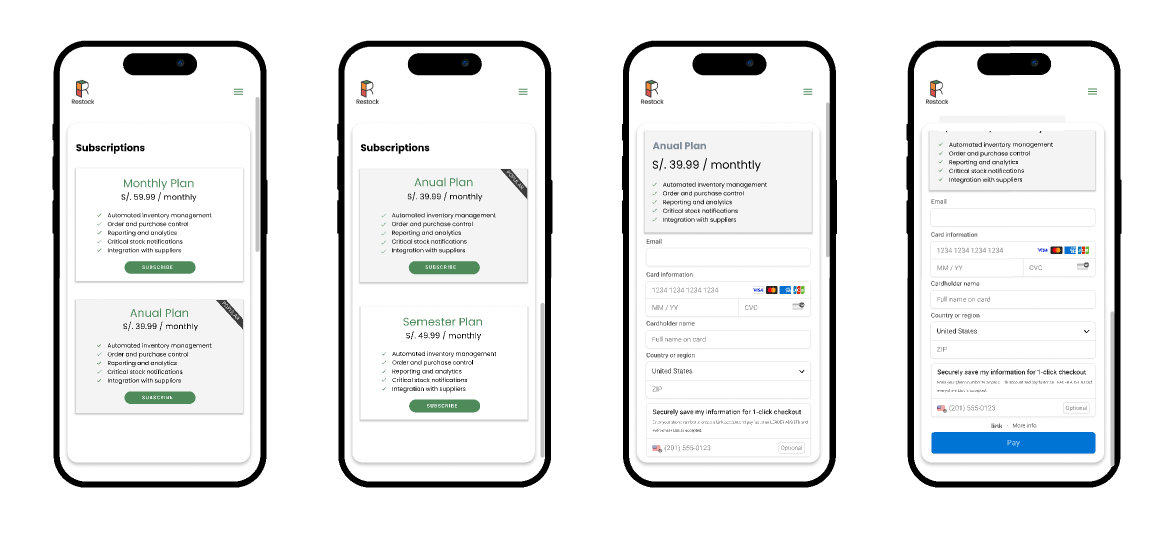 Restock
Subscriptions
Monthly Plan
S/. 59.99 / monthly
Automated inventory management
Order and purchase control
Reporting and analytics
Critical stock notifications
Integration with suppliers
SUBSCRIBE
POPULAR
Anual Plan
S/. 39.99 / monthly
Automated inventory management
Order and purchase control
Reporting and analytics
Critical stock notifications
Integration with suppliers
SUBSCRIBE
Restock
Subscriptions
POPULAR
Anual Plan
S/. 39.99 / monthly
Automated inventory management
Order and purchase control
Reporting and analytics
Critical stock notifications
Integration with suppliers
SUBSCRIBE
Semester Plan
S/. 49.99 / monthly
Automated inventory management
Order and purchase control
Reporting and analytics
Critical stock notifications
Integration with suppliers
SUBSCRIBE
Restock
Anual Plan
S/. 39.99 / monthtly
Automated inventory management
Order and purchase control
Reporting and analytics
Critical stock notifications
Integration with suppliers
Email
Card information
1234 1234 1234 1234 VISA
MM / YY CVC
Cardholder name
Full name on card
Country or region
United States
ZIP
Securely save my information for 1-click checkout
(201) 555-0123 Optional
Restock
Automated inventory management
Order and purchase control
Reporting and analytics
Critical stock notifications
Integration with suppliers
Email
Card information
1234 1234 1234 1234 VISA
MM / YY CVC
Cardholder name
Full name on card
Country or region
United States
ZIP
Securely save my information for 1-click checkout
(201) 555-0123 Optional
link · More info
Pay